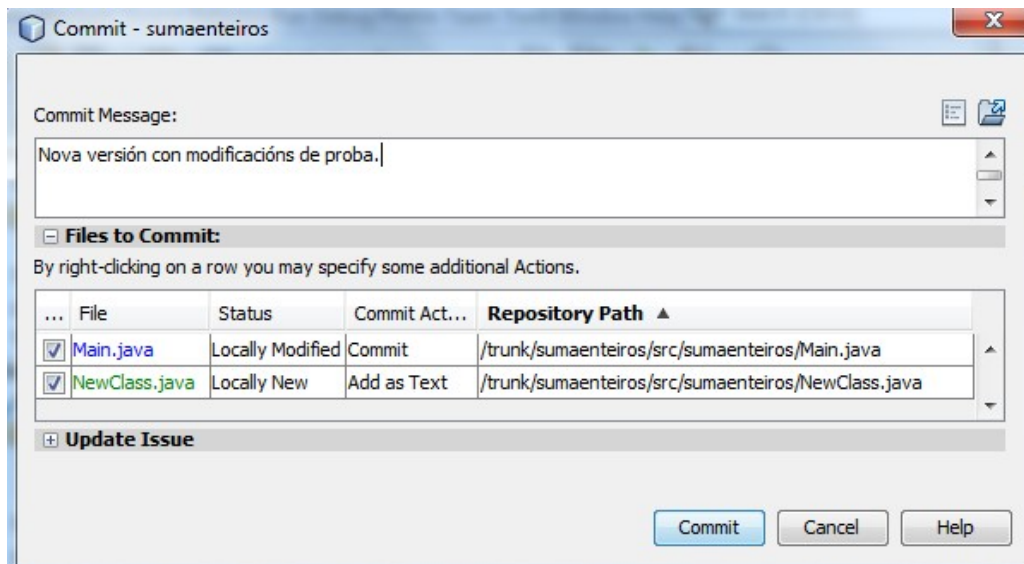 Commit - sumaenteiros
Commit Message:
Nova versión con modificacións de proba.
Files to Commit:
By right-clicking on a row you may specify some additional Actions.
... File Status Commit Act... Repository Path ▲
Main.java Locally Modified Commit /trunk/sumaenteiros/src/sumaenteiros/Main.java
NewClass.java Locally New Add as Text /trunk/sumaenteiros/src/sumaenteiros/NewClass.java
Update Issue
Commit Cancel Help